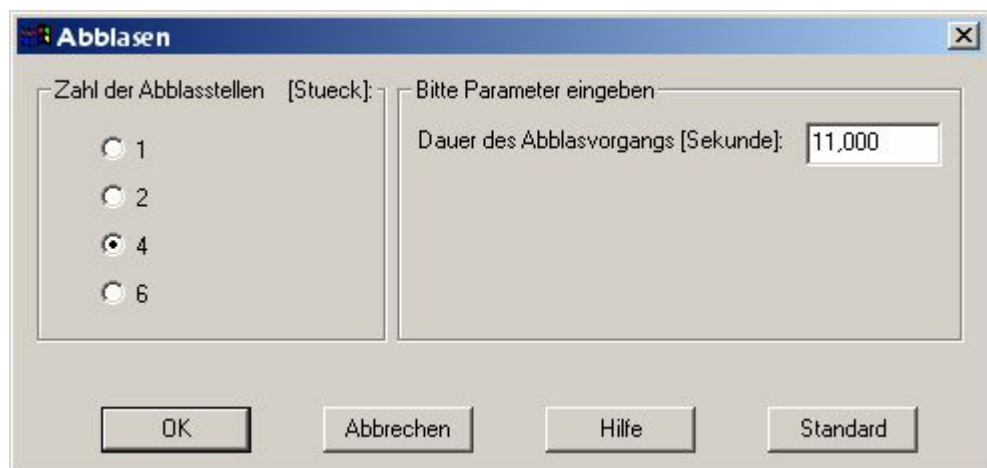 Abblasen
Zahl der Abblasstellen [Stueck]:
1
2
4
6
Bitte Parameter eingeben
Dauer des Abblasvorgangs [Sekunde]: 11,000
OK Abbrechen Hilfe Standard